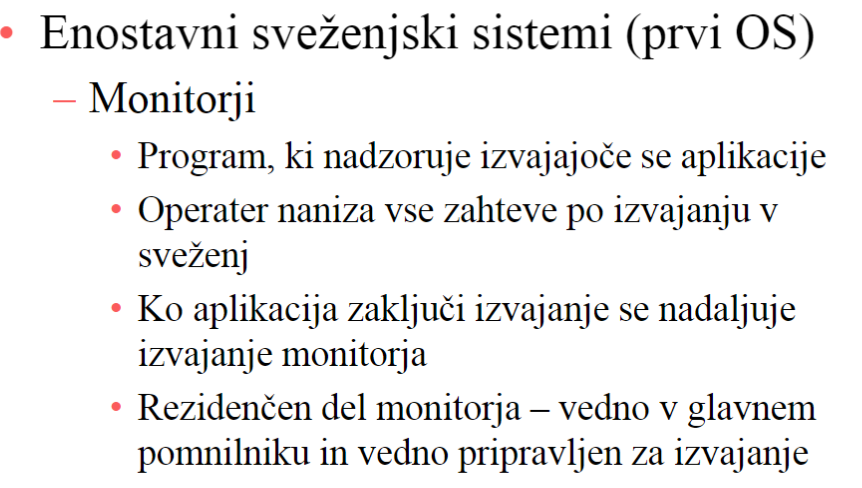 • Enostavni sveženjski sistemi (prvi OS)
– Monitorji
• Program, ki nadzoruje izvajajoče se aplikacije
• Operater naniza vse zahteve po izvajanju v
sveženj
• Ko aplikacija zaključi izvajanje se nadaljuje
izvajanje monitorja
• Rezidenčen del monitorja – vedno v glavnem
pomnilniku in vedno pripravljen za izvajanje